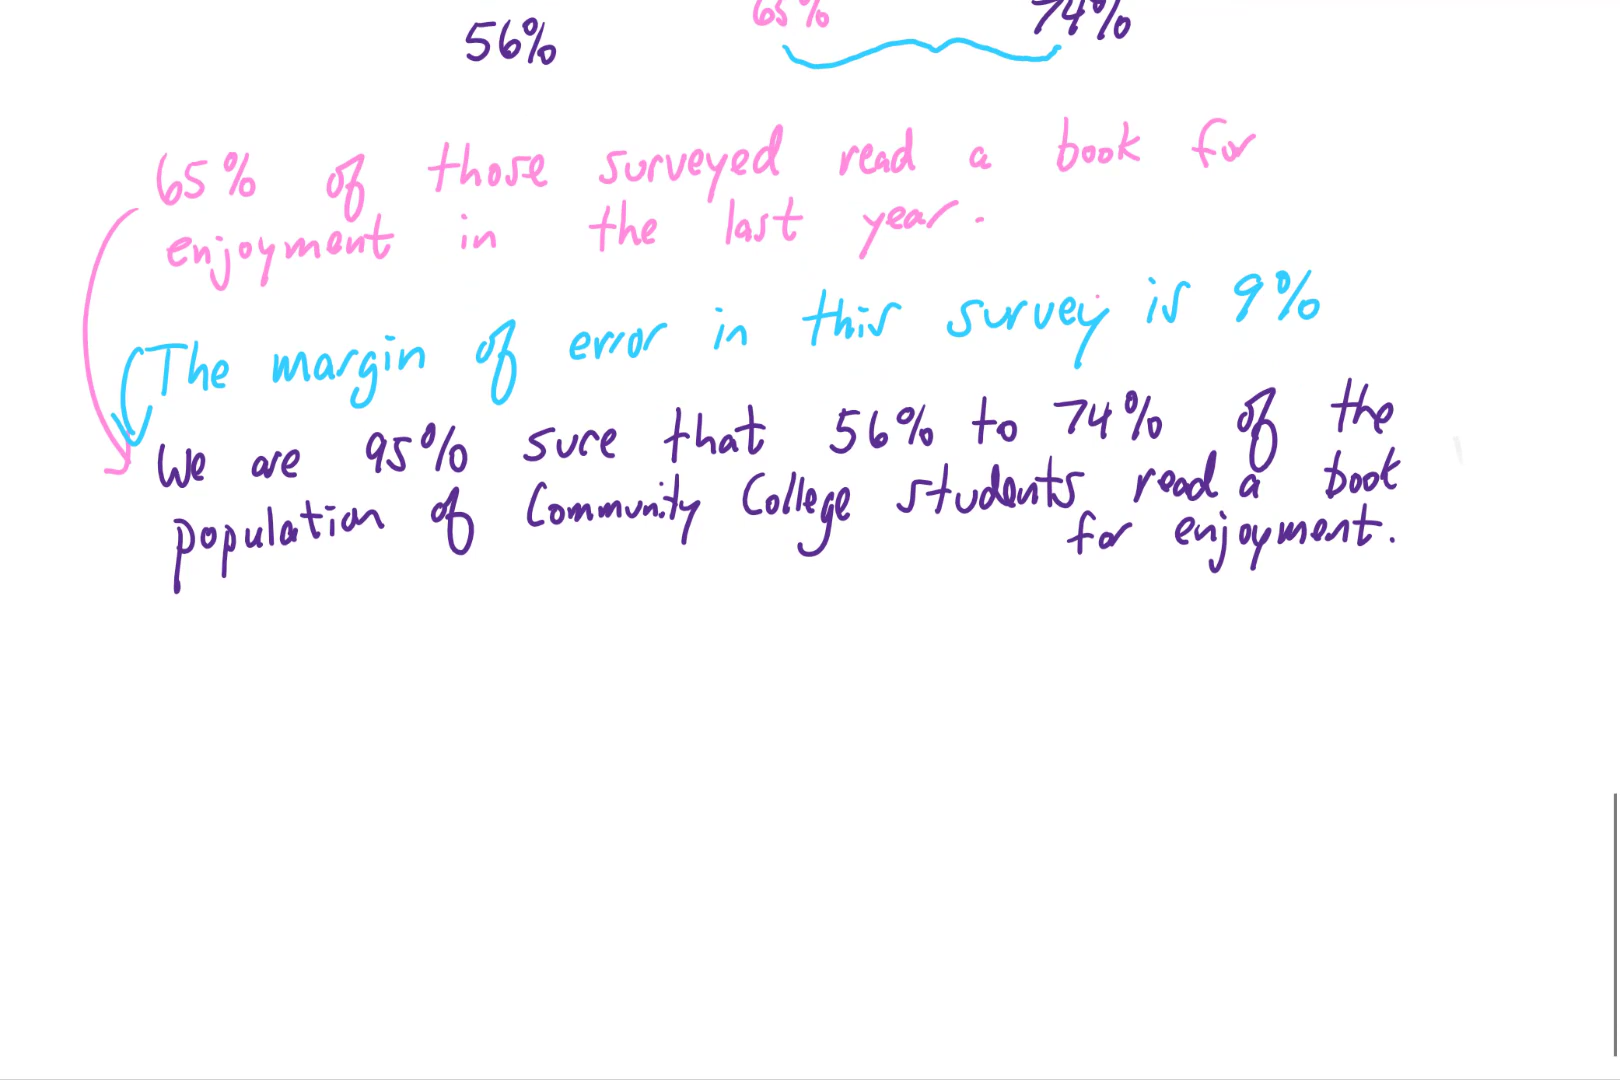 56% 65% 74%
65% of those surveyed read a book for
enjoyment in the last year.
The margin of error in this survey is 9%
We are 95% sure that 56% to 74% of the
population of Community College students read a book
for enjoyment.